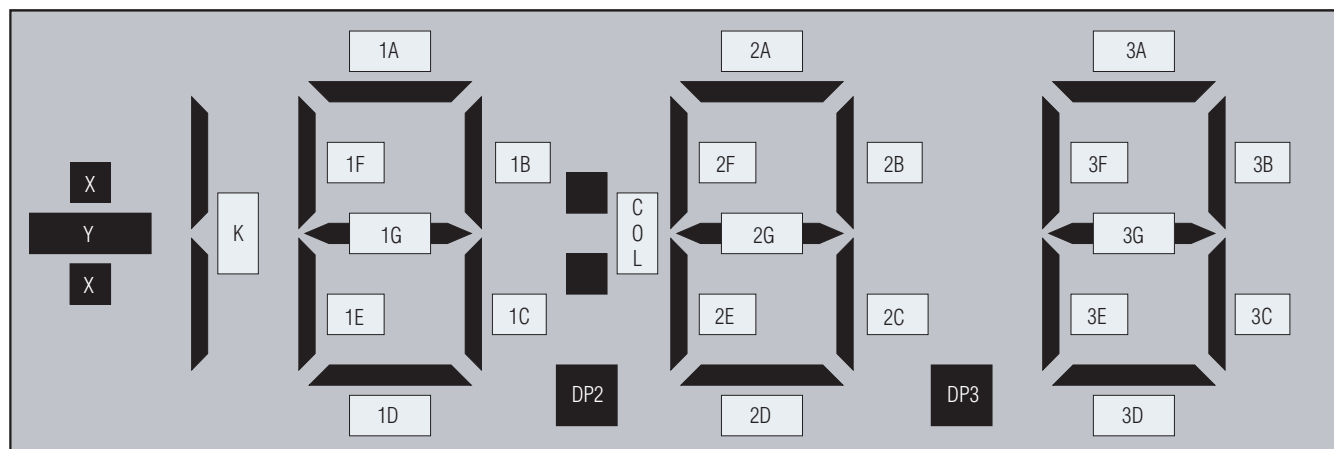 1A 2A 3A
1F 1B 2F 2B 3F 3B
X
Y K 1G C O L 2G 3G
X
1E 1C 2E 2C 3E 3C
DP2 DP3
1D 2D 3D